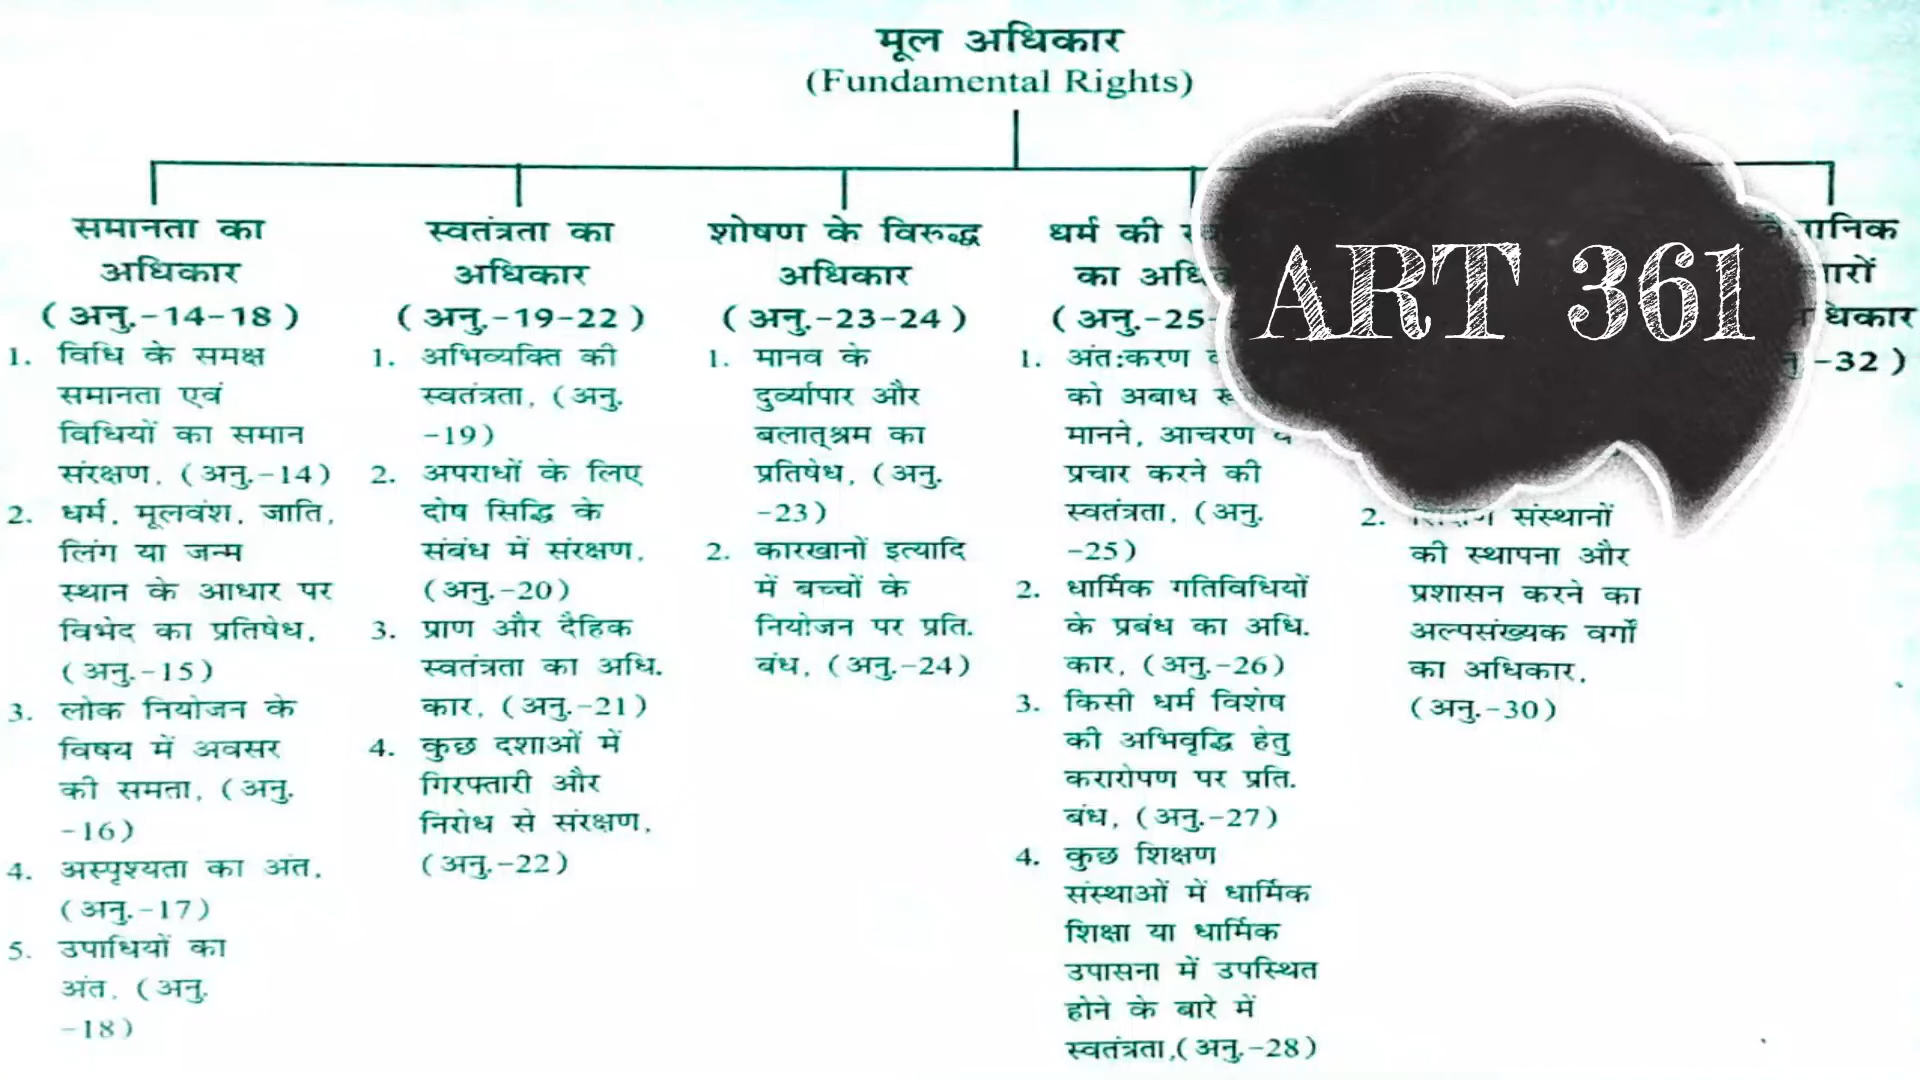 मूल अधिकार
(Fundamental Rights)
समानता का
अधिकार
(अनु.-14-18)
1. विधि के समक्ष
समानता एवं
विधियों का समान
संरक्षण, (अनु.-14)
2. धर्म, मूलवंश, जाति,
लिंग या जन्म
स्थान के आधार पर
विभेद का प्रतिषेध,
(अनु.-15)
3. लोक नियोजन के
विषय में अवसर
की समता, (अनु.
-16)
4. अस्पृश्यता का अंत,
(अनु.-17)
5. उपाधियों का
अंत, (अनु.
-18)
स्वतंत्रता का
अधिकार
(अनु.-19-22)
1. अभिव्यक्ति की
स्वतंत्रता, (अनु.
-19)
2. अपराधों के लिए
दोष सिद्धि के
संबंध में संरक्षण,
(अनु.-20)
3. प्राण और दैहिक
स्वतंत्रता का अधि.
कार, (अनु.-21)
4. कुछ दशाओं में
गिरफ्तारी और
निरोध से संरक्षण,
(अनु.-22)
शोषण के विरुद्ध
अधिकार
(अनु.-23-24)
1. मानव के
दुर्व्यापार और
बलात्श्रम का
प्रतिषेध, (अनु.
-23)
2. कारखानों इत्यादि
में बच्चों के
नियोजन पर प्रति.
बंध, (अनु.-24)
धर्म की
का
(अनु.-25-
1. अंत:करण
को अबाध
मानने, आचरण
प्रचार करने की
स्वतंत्रता, (अनु.
-25)
2. धार्मिक गतिविधियों
के प्रबंध का अधि.
कार, (अनु.-26)
3. किसी धर्म विशेष
की अभिवृद्धि हेतु
करारोपण पर प्रति.
बंध, (अनु.-27)
4. कुछ शिक्षण
संस्थाओं में धार्मिक
शिक्षा या धार्मिक
उपासना में उपस्थित
होने के बारे में
स्वतंत्रता,(अनु.-28)
ART 361
2. संस्थानों
की स्थापना और
प्रशासन करने का
अल्पसंख्यक वर्गों
का अधिकार,
(अनु.-30)
-32)